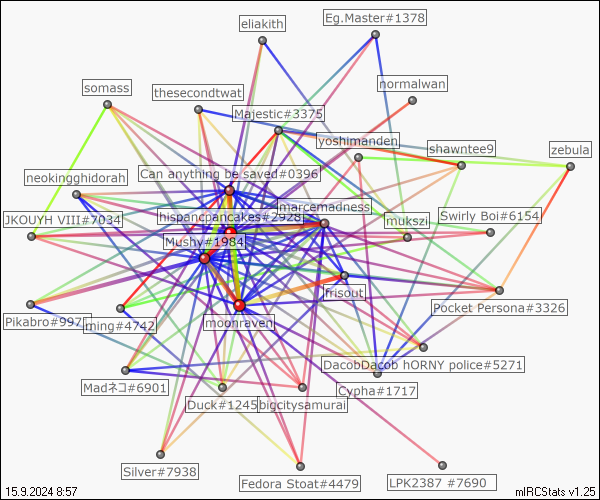 Eg.Master#1378
eliakith
normalwan
somass
thesecondtwat
Majestic#3375
yoshimanden
shawntee9
zebula
Can anything be saved#0396
neokingghidorah
marcemadness
hispancpancakes#2928
JKOUYH VIII#7034
mukszi
Swirly Boi#6154
Mushy#1984
frisout
Pikabro#997
ming#4742
moonraven
Pocket Persona#3326
DacobDacob hORNY police#5271
Madネコ#6901
Cypha#1717
Duck#1245
bigcitysamurai
Silver#7938
Fedora Stoat#4479
LPK2387 #7690
15.9.2024 8:57
mIRCStats v1.25